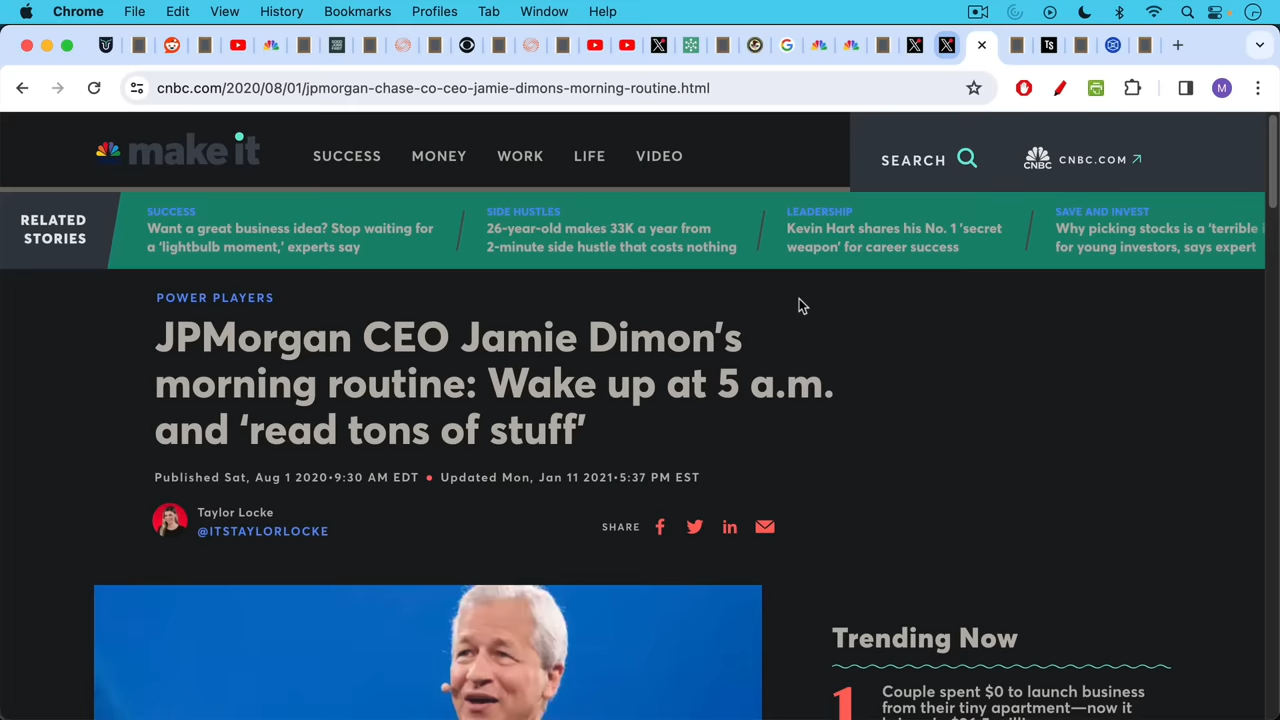 Chrome File Edit View History Bookmarks Profiles Tab Window Help
cnbc.com/2020/08/01/jpmorgan-chase-co-ceo-jamie-dimons-morning-routine.html
M
make it
SUCCESS MONEY WORK LIFE VIDEO
SEARCH
CNBC
CNBC.COM
RELATED
STORIES
SUCCESS
Want a great business idea? Stop waiting for
a ‘lightbulb moment,’ experts say
SIDE HUSTLES
26-year-old makes 33K a year from
2-minute side hustle that costs nothing
LEADERSHIP
Kevin Hart shares his No. 1 ‘secret
weapon’ for career success
SAVE AND INVEST
Why picking stocks is a ‘terrible
for young investors, says expert
POWER PLAYERS
JPMorgan CEO Jamie Dimon’s
morning routine: Wake up at 5 a.m.
and ‘read tons of stuff’
Published Sat, Aug 1 2020•9:30 AM EDT • Updated Mon, Jan 11 2021•5:37 PM EST
Taylor Locke
@ITSTAYLORLOCKE
SHARE
Trending Now
1
Couple spent $0 to launch business
from their tiny apartment—now it